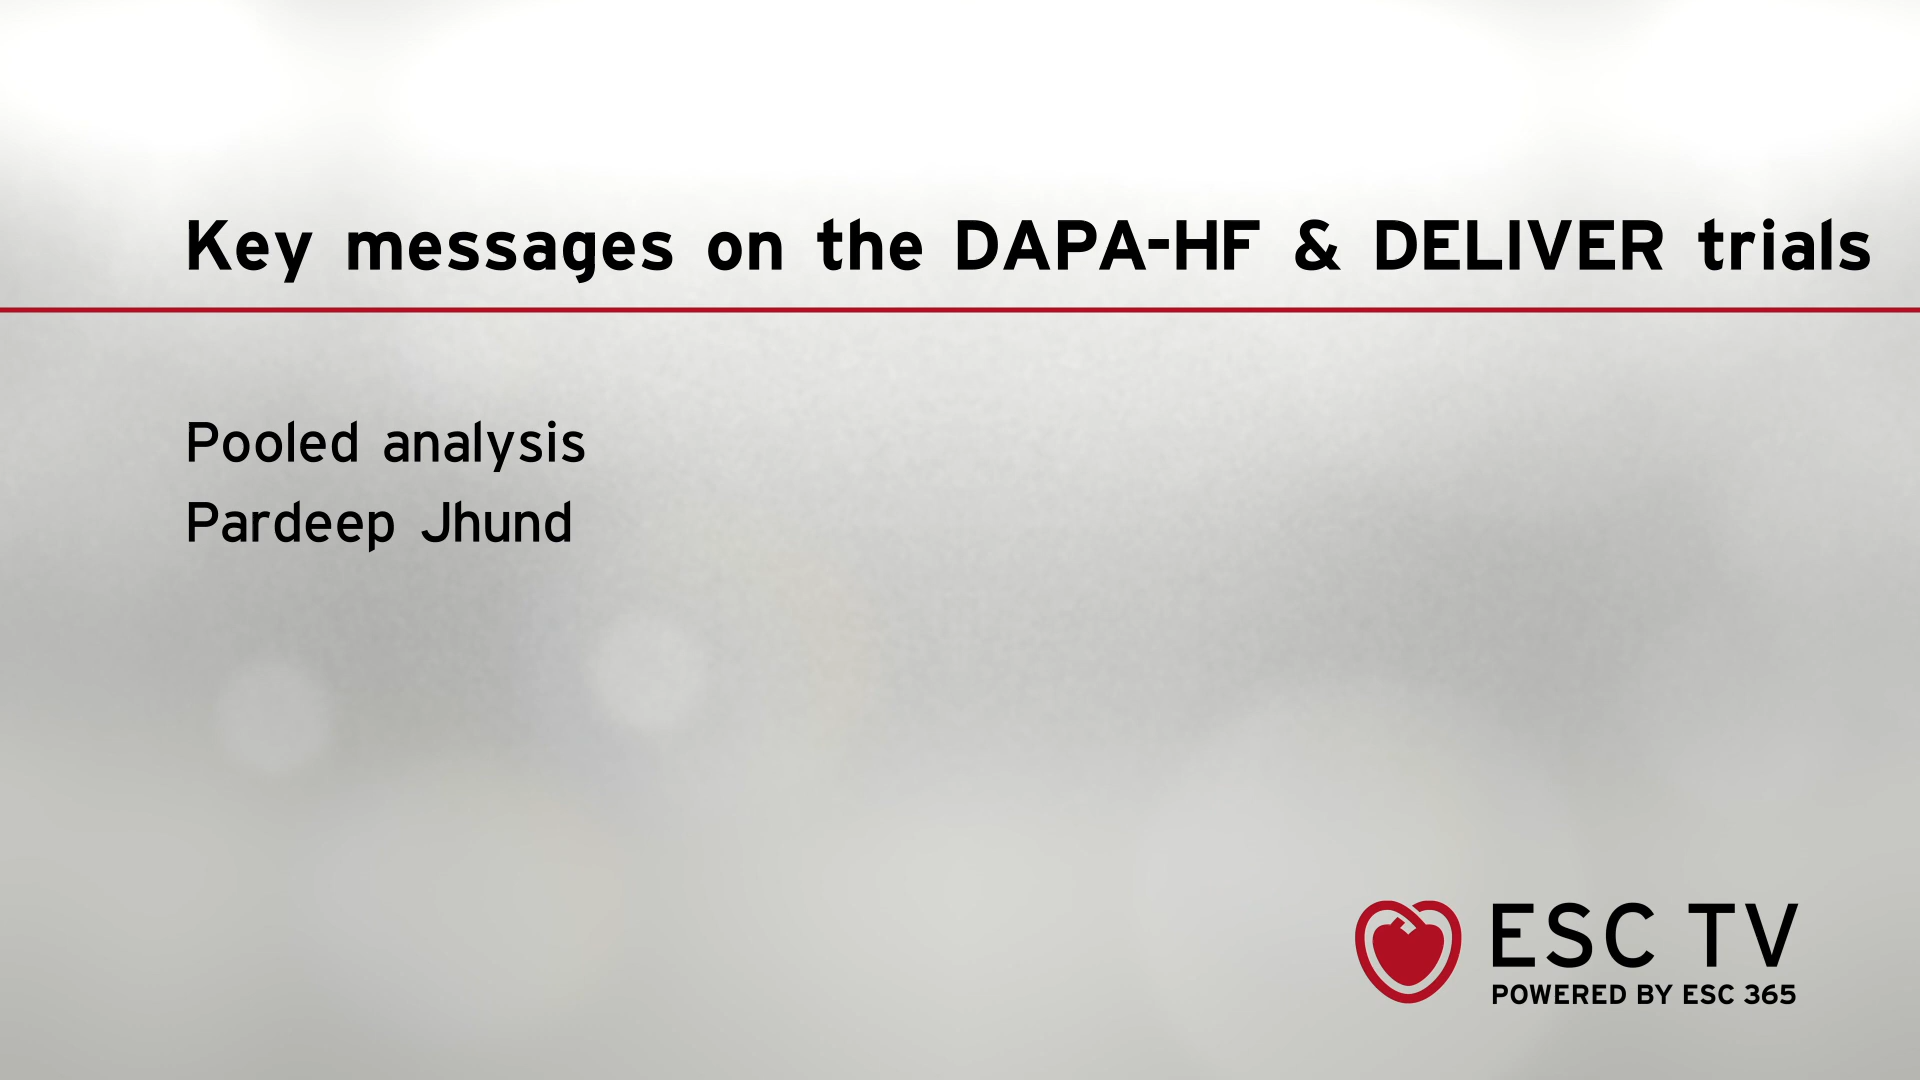 Key messages on the DAPA-HF & DELIVER trials
Pooled analysis
Pardeep Jhund
ESC TV
POWERED BY ESC 365